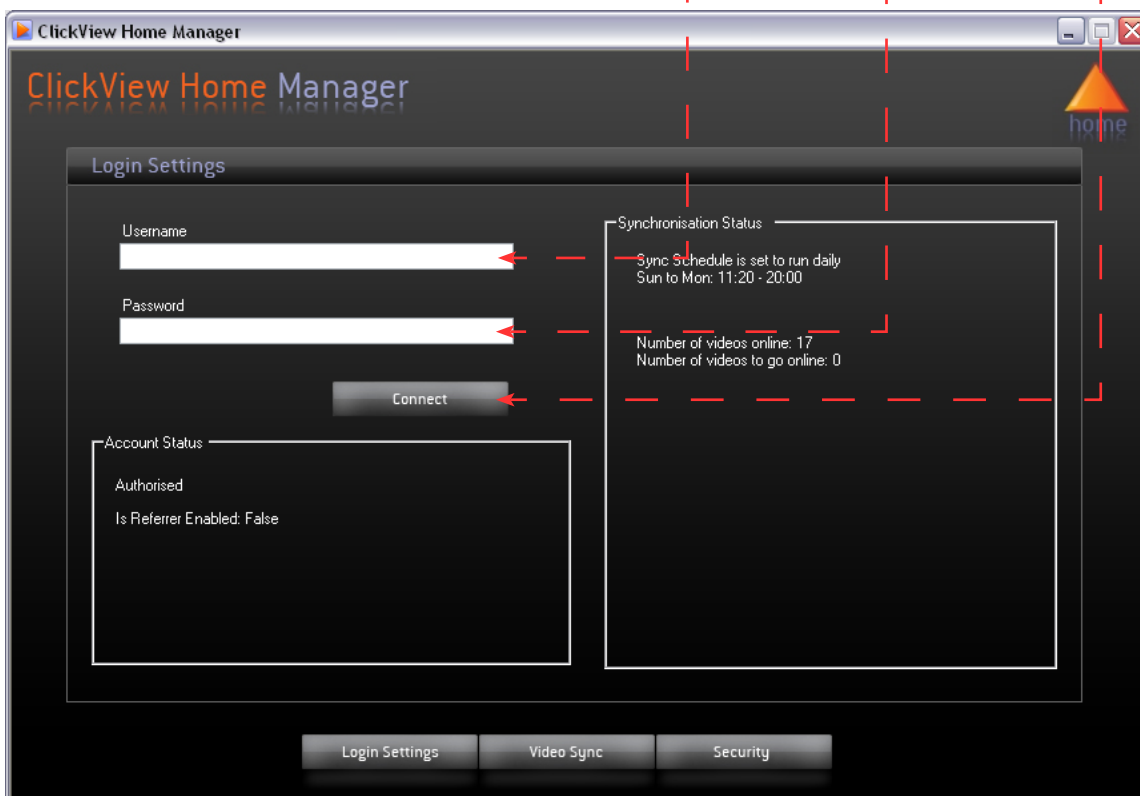 ClickView Home Manager
ClickView Home Manager
home
Login Settings
Username
Password
Connect
Account Status
Authorised
Is Referrer Enabled: False
Synchronisation Status
Sync Schedule is set to run daily
Sun to Mon: 11:20 - 20:00
Number of videos online: 17
Number of videos to go online: 0
Login Settings
Video Sync
Security